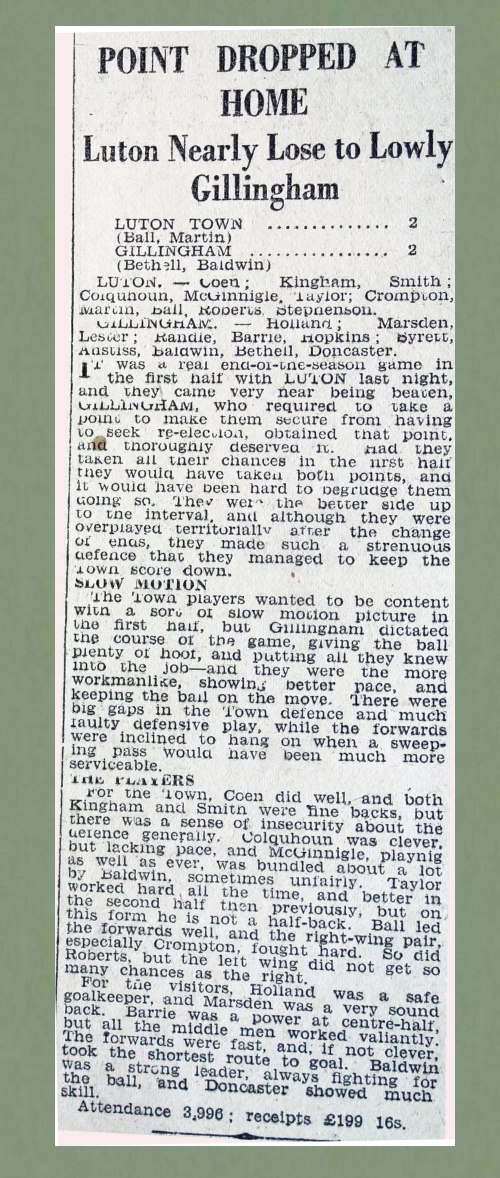 POINT DROPPED AT
HOME
Luton Nearly Lose to Lowly
Gillingham
LUTON TOWN .............. 2
(Ball, Martin)
GILLINGHAM ................ 2
(Bethell, Baldwin)
LUTON. — Coen; Kingham, Smith;
Colquhoun, McGinnigle, Taylor; Crompton,
Martin, Ball, Roberts, Stephenson.
GILLINGHAM. — Holland; Marsden,
Lester; Randle, Barrie, Hopkins; Syrett,
Anstiss, Baldwin, Bethell, Doncaster.
IT was a real end-of-the-season game in
the first half with LUTON last night,
and they came very near being beaten,
GILLINGHAM, who required to take a
point to make them secure from having
to seek re-election, obtained that point,
and thoroughly deserved it. Had they
taken all their chances in the first half
they would have taken both points, and
it would have been hard to begrudge them
doing so. They were the better side up
to the interval, and although they were
overplayed territorially after the change
of ends, they made such a strenuous
defence that they managed to keep the
Town score down.
SLOW MOTION
The Town players wanted to be content
with a sort of slow motion picture in
the first half, but Gillingham dictated
the course of the game, giving the ball
plenty of hoof, and putting all they knew
into the job—and they were the more
workmanlike, showing better pace, and
keeping the ball on the move. There were
big gaps in the Town defence and much
faulty defensive play, while the forwards
were inclined to hang on when a sweep-
ing pass would have been much more
serviceable.
THE PLAYERS
For the Town, Coen did well, and both
Kingham and Smith were fine backs, but
there was a sense of insecurity about the
defence generally. Colquhoun was clever,
but lacking pace, and McGinnigle, playnig
as well as ever, was bundled about a lot
by Baldwin, sometimes unfairly. Taylor
worked hard all the time, and better in
the second half then previously, but on
this form he is not a half-back. Ball led
the forwards well, and the right-wing pair,
especially Crompton, fought hard. So did
Roberts, but the left wing did not get so
many chances as the right.
For the visitors, Holland was a safe
goalkeeper, and Marsden was a very sound
back. Barrie was a power at centre-half,
but all the middle men worked valiantly.
The forwards were fast, and, if not clever,
took the shortest route to goal. Baldwin
was a strong leader, always fighting for
the ball, and Doncaster showed much
skill.
Attendance 3,996; receipts £199 16s.